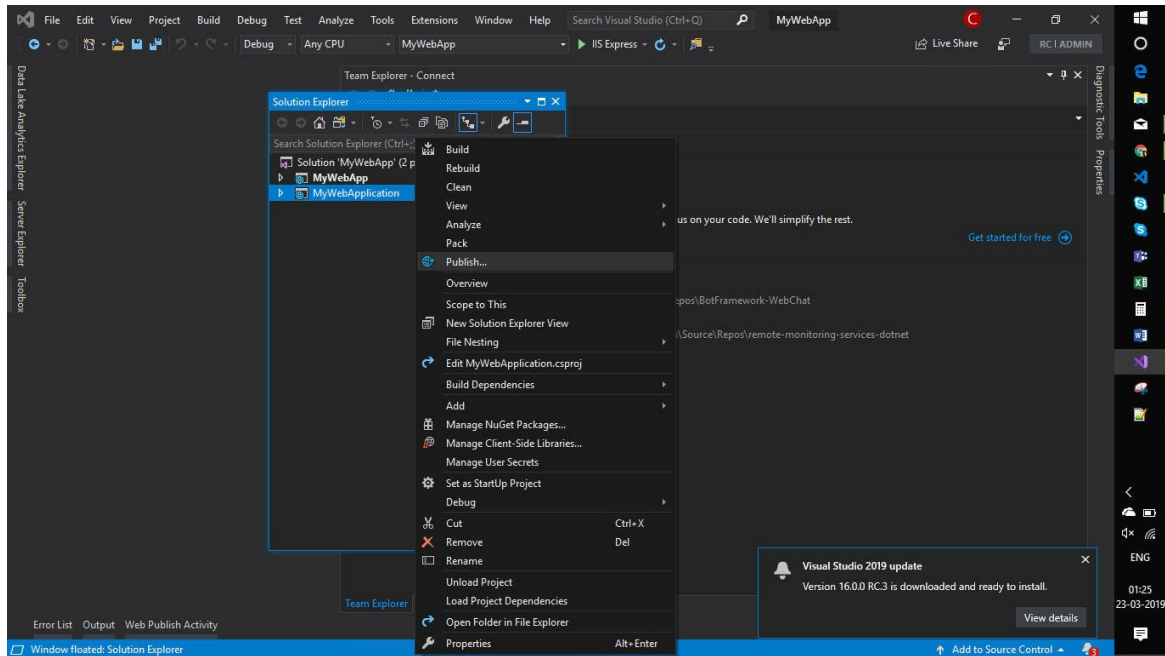 File Edit View Project Build Debug Test Analyze Tools Extensions Window Help Search Visual Studio (Ctrl+Q) MyWebApp C
Debug Any CPU MyWebApp IIS Express Live Share RC | ADMIN
Data Lake Analytics Explorer
Server Explorer
Toolbox
Team Explorer - Connect
Solution Explorer
Search Solution Explorer (Ctrl+;)
Solution 'MyWebApp' (2 p
MyWebApp
MyWebApplication
Build
Rebuild
Clean
View
Analyze
Pack
Publish...
Overview
Scope to This
New Solution Explorer View
File Nesting
Edit MyWebApplication.csproj
Build Dependencies
Add
Manage NuGet Packages...
Manage Client-Side Libraries...
Manage User Secrets
Set as StartUp Project
Debug
Cut Ctrl+X
Remove Del
Rename
Unload Project
Load Project Dependencies
Open Folder in File Explorer
Properties Alt+Enter
us on your code. We'll simplify the rest.
Get started for free
epos\BotFramework-WebChat
\Source\Repos\remote-monitoring-services-dotnet
Diagnostic Tools
Properties
Visual Studio 2019 update
Version 16.0.0 RC.3 is downloaded and ready to install.
View details
Team Explorer
Error List Output Web Publish Activity
Window floated: Solution Explorer
Add to Source Control
3
ENG
01:25
23-03-2019